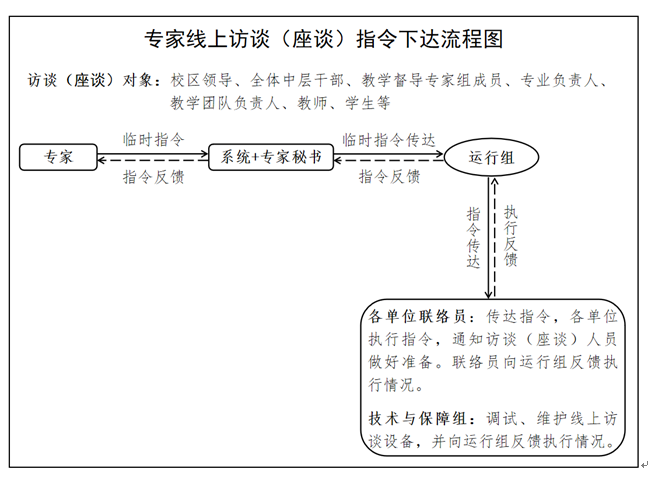 专家线上访谈（座谈）指令下达流程图
访谈（座谈）对象：校区领导、全体中层干部、教学督导专家组成员、专业负责人、
教学团队负责人、教师、学生等
专家
临时指令
指令反馈
系统+专家秘书
临时指令传达
指令反馈
运行组
指令传达
执行反馈
各单位联络员：传达指令，各单位
执行指令，通知访谈（座谈）人员
做好准备。联络员向运行组反馈执
行情况。
技术与保障组：调试、维护线上访
谈设备，并向运行组反馈执行情况。